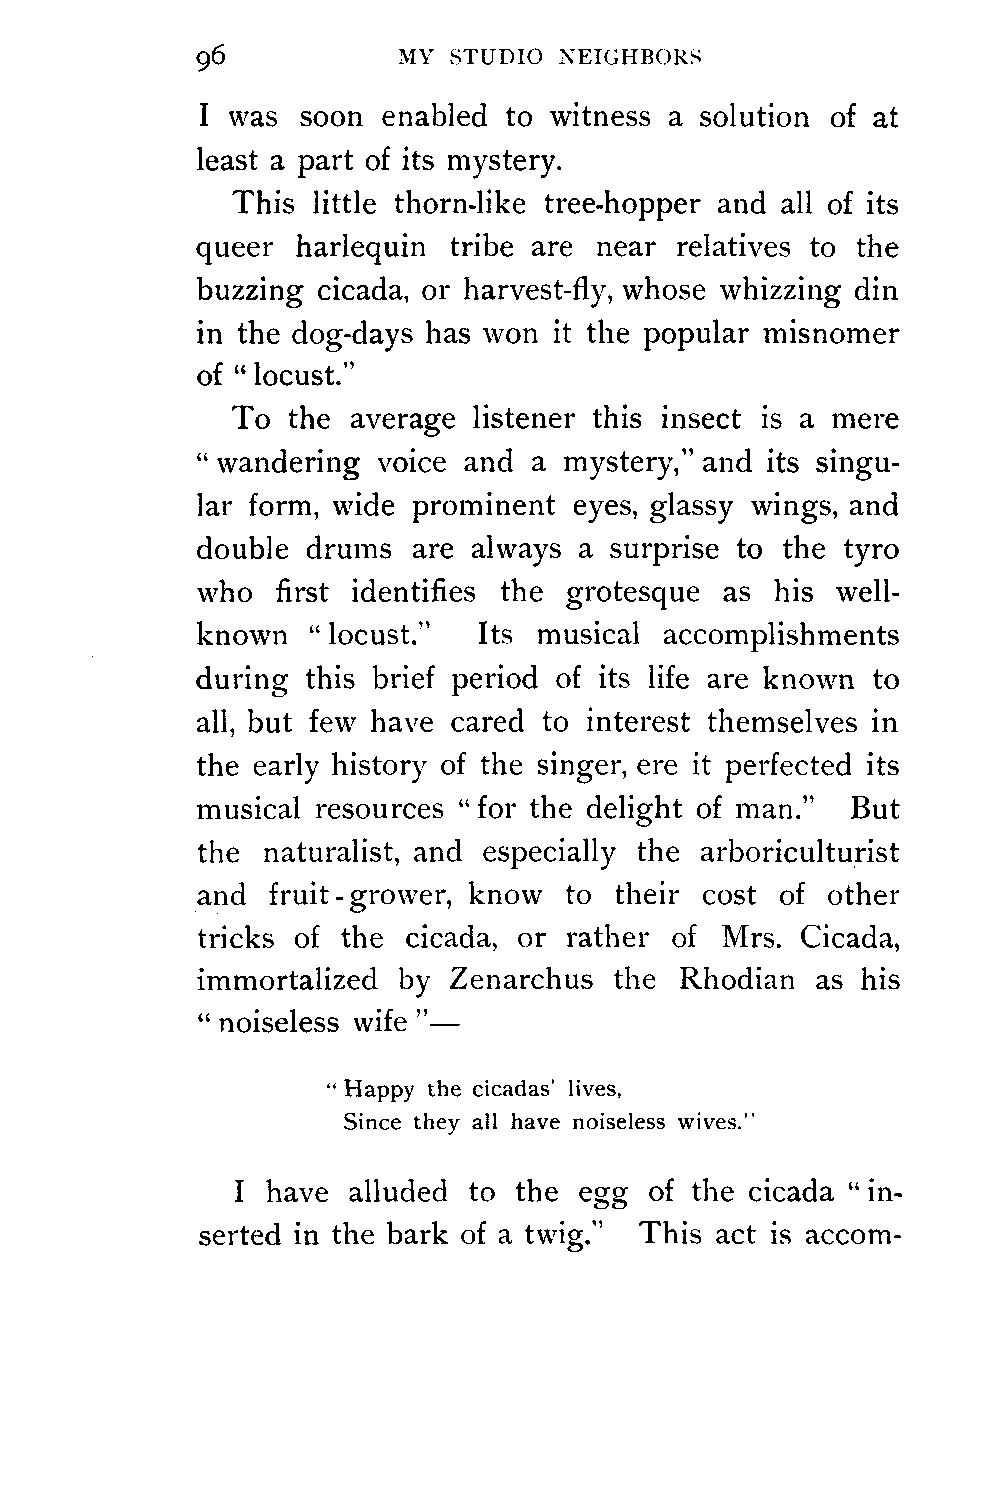 96 MY STUDIO NEIGHBORS
I was soon enabled to witness a solution of at
least a part of its mystery.
This little thorn-like tree-hopper and all of its
queer harlequin tribe are near relatives to the
buzzing cicada, or harvest-fly, whose whizzing din
in the dog-days has won it the popular misnomer
of “ locust.”
To the average listener this insect is a mere
“ wandering voice and a mystery,” and its singu-
lar form, wide prominent eyes, glassy wings, and
double drums are always a surprise to the tyro
who first identifies the grotesque as his well-
known “ locust.” Its musical accomplishments
during this brief period of its life are known to
all, but few have cared to interest themselves in
the early history of the singer, ere it perfected its
musical resources “ for the delight of man.” But
the naturalist, and especially the arboriculturist
and fruit-grower, know to their cost of other
tricks of the cicada, or rather of Mrs. Cicada,
immortalized by Zenarchus the Rhodian as his
“ noiseless wife ”—
“ Happy the cicadas’ lives,
Since they all have noiseless wives.”
I have alluded to the egg of the cicada “ in-
serted in the bark of a twig.” This act is accom-